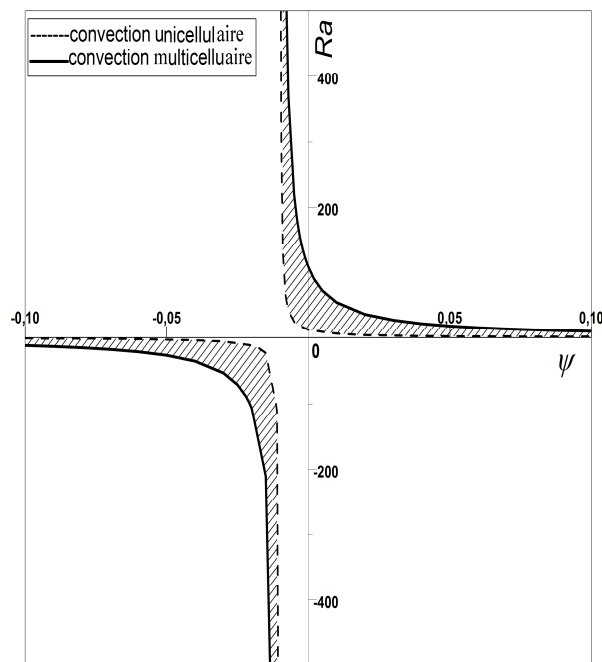 convection unicellulaire
convection multicelluaire
Ra
400
200
-0,10
-0,05
0,05
0,10
0
ψ
-200
-400